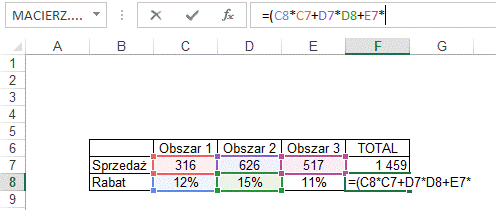 MACIERZ.... =(C8*C7+D7*D8+E7*
A B C D E F G
1
2
3
4
5
6 Obszar 1 Obszar 2 Obszar 3 TOTAL
7 Sprzedaż 316 626 517 1 459
8 Rabat 12% 15% 11% =(C8*C7+D7*D8+E7*
9